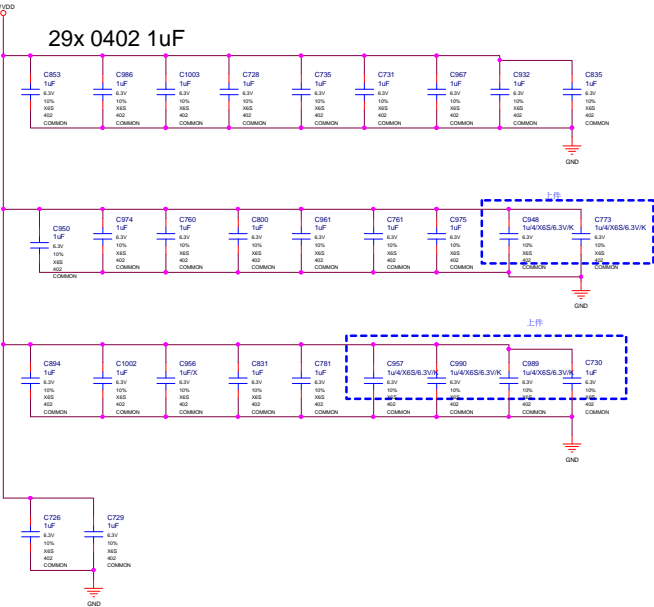 VDD
29x 0402 1uF
C853
1uF
6.3V
10%
X6S
402
COMMON
C986
1uF
6.3V
10%
X6S
402
COMMON
C1003
1uF
6.3V
10%
X6S
402
COMMON
C728
1uF
6.3V
10%
X6S
402
COMMON
C735
1uF
6.3V
10%
X6S
402
COMMON
C731
1uF
6.3V
10%
X6S
402
COMMON
C967
1uF
6.3V
10%
X6S
402
COMMON
C932
1uF
6.3V
10%
X6S
402
COMMON
C835
1uF
6.3V
10%
X6S
402
COMMON
GND
上件
C950
1uF
6.3V
10%
X6S
402
COMMON
C974
1uF
6.3V
10%
X6S
402
COMMON
C760
1uF
6.3V
10%
X6S
402
COMMON
C800
1uF
6.3V
10%
X6S
402
COMMON
C961
1uF
6.3V
10%
X6S
402
COMMON
C761
1uF
6.3V
10%
X6S
402
COMMON
C975
1uF
6.3V
10%
X6S
402
COMMON
C948
1u/4/X6S/6.3V/K
6.3V
10%
X6S
402
COMMON
C773
1u/4/X6S/6.3V/K
6.3V
10%
X6S
402
COMMON
GND
上件
C894
1uF
6.3V
10%
X6S
402
COMMON
C1002
1uF
6.3V
10%
X6S
402
COMMON
C956
1uF/X
6.3V
10%
X6S
402
COMMON
C831
1uF
6.3V
10%
X6S
402
COMMON
C781
1uF
6.3V
10%
X6S
402
COMMON
C957
1u/4/X6S/6.3V/K
6.3V
10%
X6S
402
COMMON
C990
1u/4/X6S/6.3V/K
6.3V
10%
X6S
402
COMMON
C989
1u/4/X6S/6.3V/K
6.3V
10%
X6S
402
COMMON
C730
1uF
6.3V
10%
X6S
402
COMMON
GND
C726
1uF
6.3V
10%
X6S
402
COMMON
C729
1uF
6.3V
10%
X6S
402
COMMON
GND